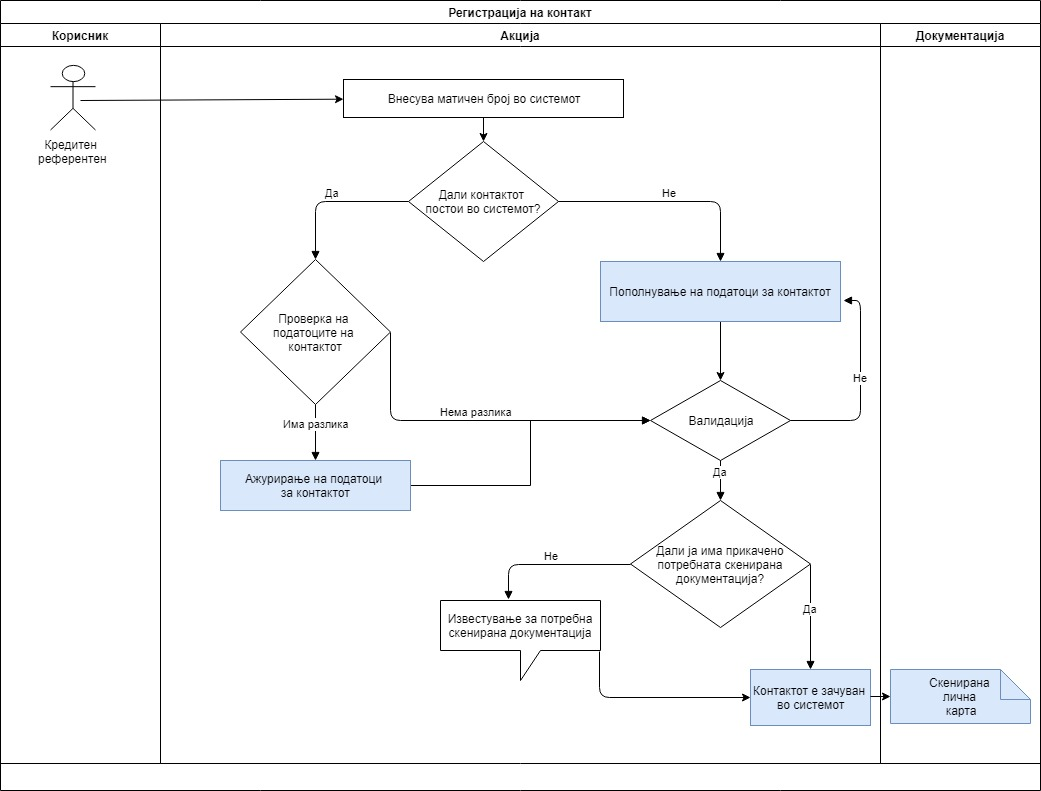 Регистрација на контакт
Корисник
Акција
Документација
Кредитен
референтен
Внесува матичен број во системот
Дали контактот
постои во системот?
Да
Не
Проверка на
податоците на
контактот
Пополнување на податоци за контактот
Не
Нема разлика
Има разлика
Валидација
Ажурирање на податоци
за контактот
Да
Дали ја има прикачено
потребната скенирана
документација?
Не
Да
Известување за потребна
скенирана документација
Контактот е зачуван
во системот
Скенирана
лична
карта